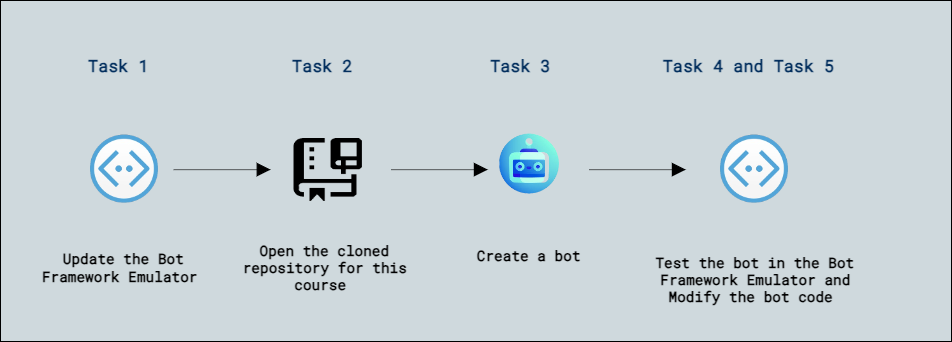 Task 1
Task 2
Task 3
Task 4 and Task 5
Update the Bot
Framework Emulator
Open the cloned
repository for this
course
Create a bot
Test the bot in the Bot
Framework Emulator and
Modify the bot code